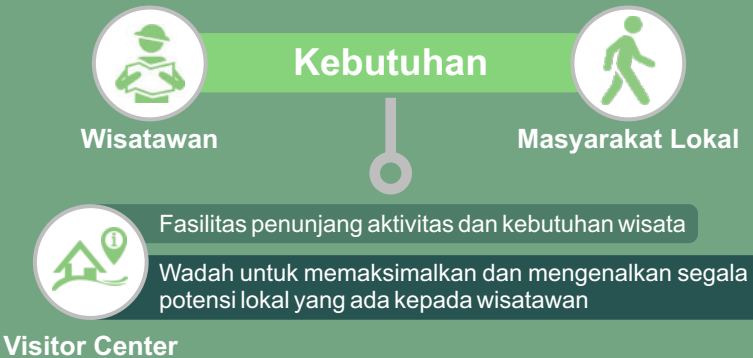 Kebutuhan
Wisatawan
Masyarakat Lokal
Fasilitas penunjang aktivitas dan kebutuhan wisata
Wadah untuk memaksimalkan dan mengenalkan segala
potensi lokal yang ada kepada wisatawan
Visitor Center